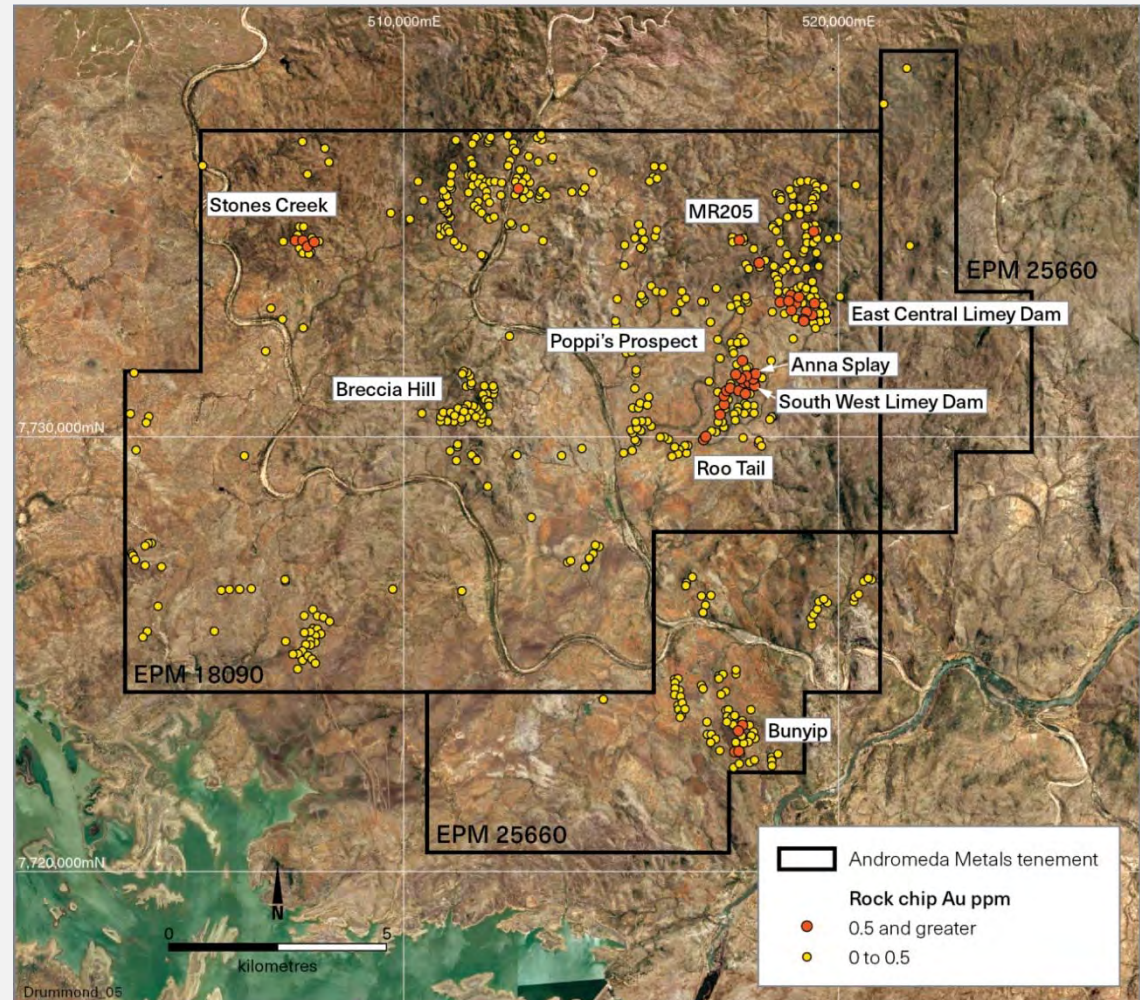 510,000mE
520,000mE
Stones Creek
MR205
EPM 25660
East Central Limey Dam
Poppi's Prospect
Anna Splay
Breccia Hill
South West Limey Dam
7,730,000mN
Roo Tail
EPM 18090
Bunyip
EPM 25660
7,720,000mN
N
0
5
kilometres
Drummond_05
Andromeda Metals tenement
Rock chip Au ppm
0.5 and greater
0 to 0.5